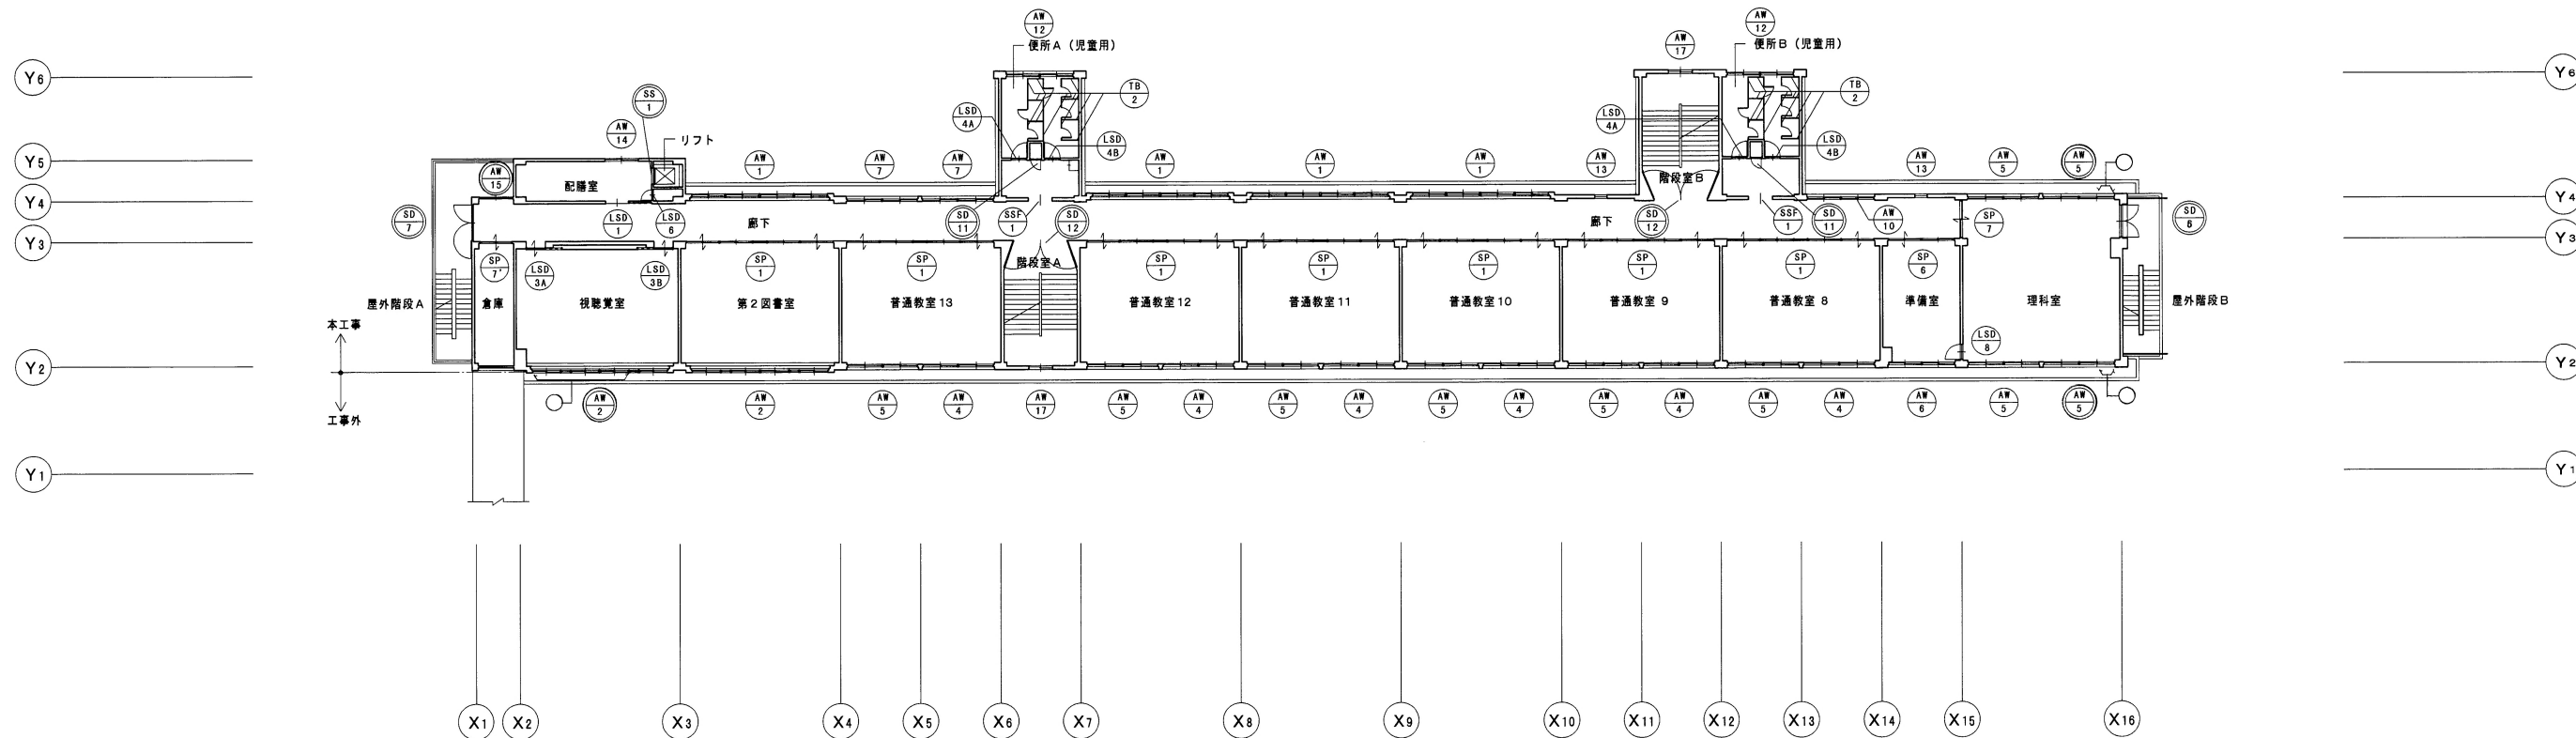 AW
12
便所A（児童用）
AW
12
便所B（児童用）
AW
17
Y6
Y6
SS
1
TB
2
TB
2
LSD
4A
LSD
4A
AW
14
リフト
LSD
4B
LSD
4B
Y5
Y5
AW
15
配膳室
AW
1
AW
7
AW
7
AW
1
AW
1
AW
1
AW
13
階段室B
AW
13
AW
5
AW
5
Y4
Y4
SD
7
LSD
1
LSD
6
廊下
SD
11
SSF
1
SD
12
廊下
SD
12
SSF
1
SD
11
AW
10
SP
7
SD
6
Y3
Y3
SP
7'
LSD
3A
LSD
3B
SP
1
SP
1
階段室A
SP
1
SP
1
SP
1
SP
1
SP
1
SP
6
屋外階段A
倉庫
視聴覚室
第2図書室
普通教室13
普通教室12
普通教室11
普通教室10
普通教室 9
普通教室 8
準備室
理科室
屋外階段B
本工事
LSD
8
Y2
Y2
工事外
AW
2
AW
2
AW
5
AW
4
AW
17
AW
5
AW
4
AW
5
AW
4
AW
5
AW
4
AW
5
AW
4
AW
5
AW
4
AW
6
AW
5
AW
5
Y1
Y1
X1
X2
X3
X4
X5
X6
X7
X8
X9
X10
X11
X12
X13
X14
X15
X16